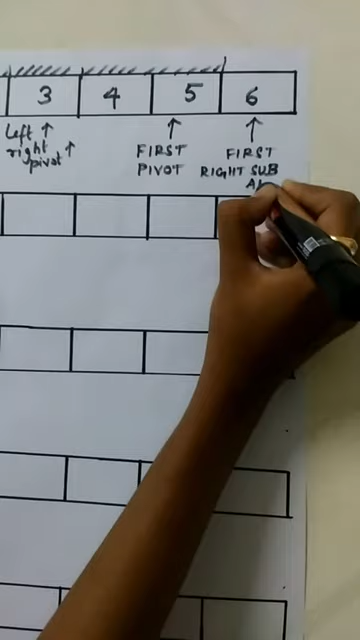 3 4 5 6
left ↑
right
pivot ↑
↑
FIRST
PIVOT
↑
FIRST
RIGHT SUB